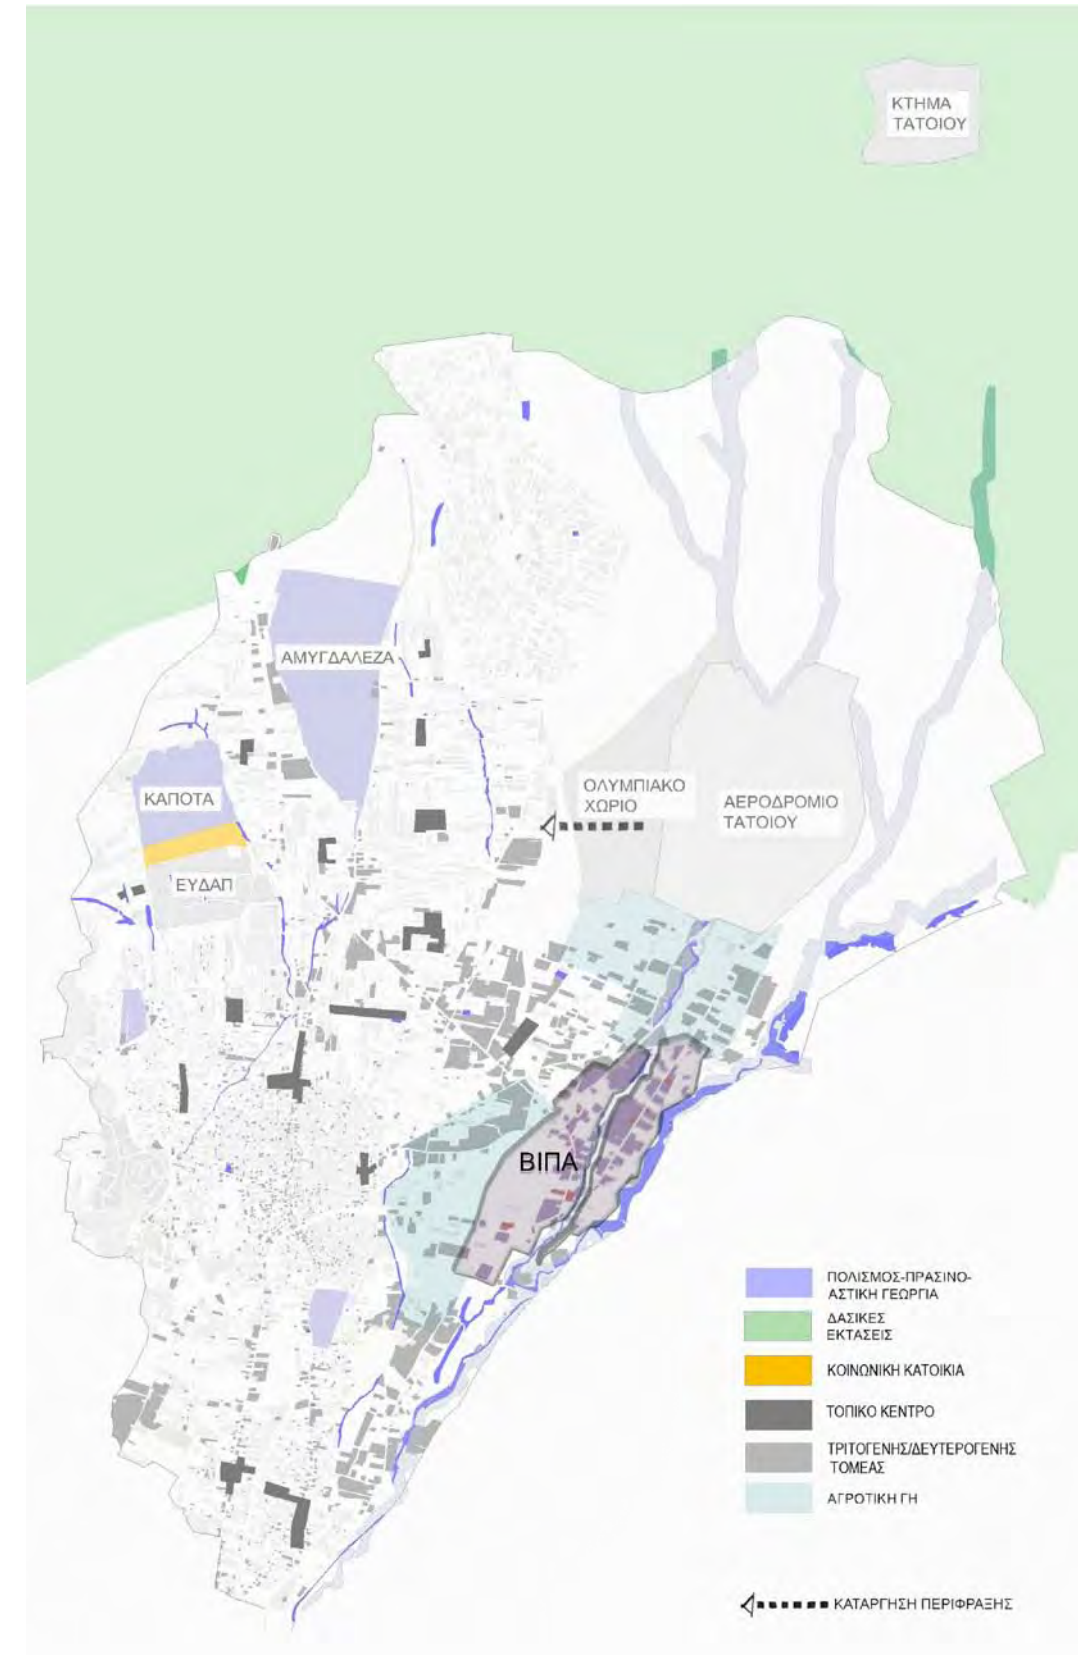 ΚΤΗΜΑ
ΤΑΤΟΙΟΥ
ΑΜΥΓΔΑΛΕΖΑ
ΚΑΠΟΤΑ
ΕΥΔΑΠ
ΟΛΥΜΠΙΑΚΟ
ΧΩΡΙΟ
ΑΕΡΟΔΡΟΜΙΟ
ΤΑΤΟΙΟΥ
ΒΙΠΑ
ΠΟΛΙΣΜΟΣ-ΠΡΑΣΙΝΟ-
ΑΣΤΙΚΗ ΓΕΩΡΓΙΑ
ΔΑΣΙΚΕΣ
ΕΚΤΑΣΕΙΣ
ΚΟΙΝΩΝΙΚΗ ΚΑΤΟΙΚΙΑ
ΤΟΠΙΚΟ ΚΕΝΤΡΟ
ΤΡΙΤΟΓΕΝΗΣ/ΔΕΥΤΕΡΟΓΕΝΗΣ
ΤΟΜΕΑΣ
ΑΓΡΟΤΙΚΗ ΓΗ
ΚΑΤΑΡΓΗΣΗ ΠΕΡΙΦΡΑΞΗΣ